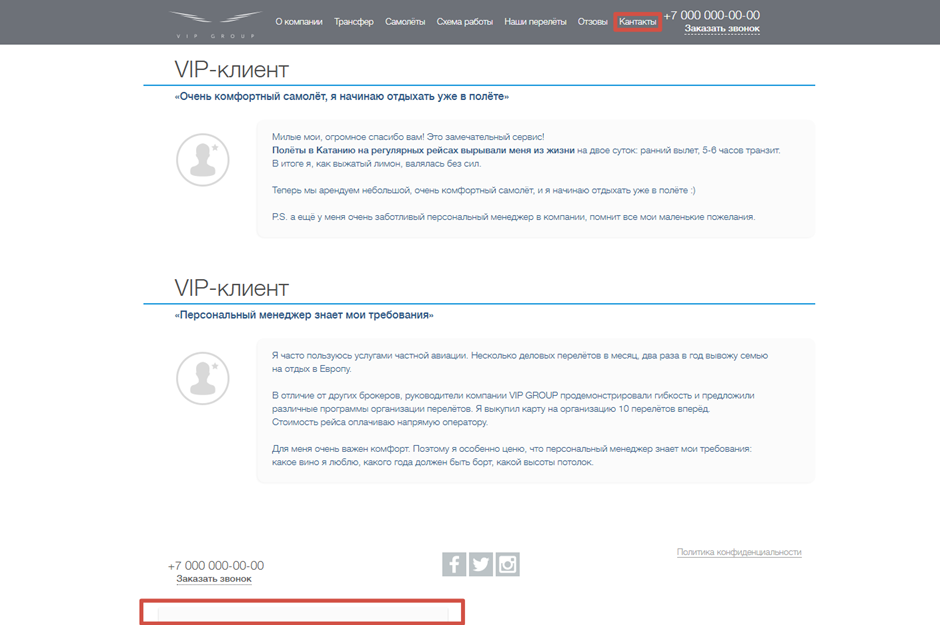 О компании Трансфер Самолёты Схема работы Наши перелёты Отзывы Кантакты +7 000 000-00-00
Заказать звонок
VIP GROUP
VIP-клиент
«Очень комфортный самолёт, я начинаю отдыхать уже в полёте»
Милые мои, огромное спасибо вам! Это замечательный сервис!
Полёты в Катанию на регулярных рейсах вырывали меня из жизни на двое суток: ранний вылет, 5-6 часов транзит.
В итоге я, как выжатый лимон, валялась без сил.
Теперь мы арендуем небольшой, очень комфортный самолёт, и я начинаю отдыхать уже в полёте :)
P.S. а ещё у меня очень заботливый персональный менеджер в компании, помнит все мои маленькие пожелания.
VIP-клиент
«Персональный менеджер знает мои требования»
Я часто пользуюсь услугами частной авиации. Несколько деловых перелётов в месяц, два раза в год вывожу семью
на отдых в Европу.
В отличие от других брокеров, руководители компании VIP GROUP продемонстрировали гибкость и предложили
различные программы организации перелётов. Я выкупил карту на организацию 10 перелётов вперёд.
Стоимость рейса оплачиваю напрямую оператору.
Для меня очень важен комфорт. Поэтому я особенно ценю, что персональный менеджер знает мои требования:
какое вино я люблю, какого года должен быть борт, какой высоты потолок.
Политика конфиденциальности
+7 000 000-00-00
Заказать звонок